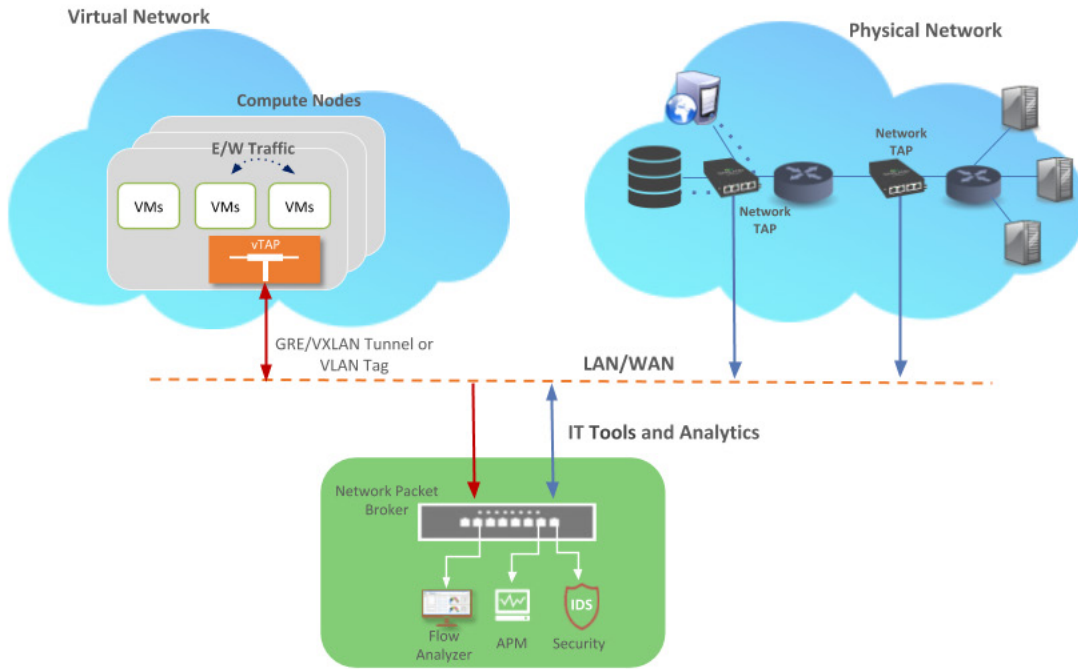 Virtual Network
Physical Network
Compute Nodes
E/W Traffic
VMs
VMs
VMs
vTAP
Network
TAP
Network
TAP
GRE/VXLAN Tunnel or
VLAN Tag
LAN/WAN
IT Tools and Analytics
Network Packet
Broker
IDS
Flow
Analyzer
APM
Security